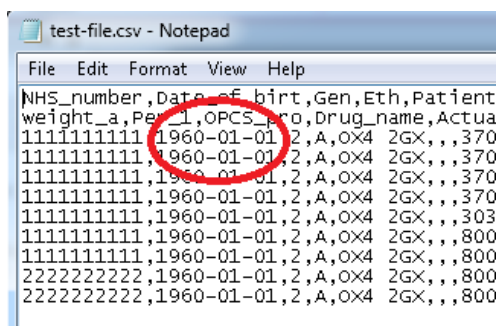 test-file.csv - Notepad
File Edit Format View Help
NHS_number,Date_of_birt,Gen,Eth,Patient
weight_a,Per_1,OPCS_pro,Drug_name,Actua
1111111111,1960-01-01,2,A,OX4 2GX,,,370
1111111111,1960-01-01,2,A,OX4 2GX,,,370
1111111111,1960-01-01,2,A,OX4 2GX,,,370
1111111111,1960-01-01,2,A,OX4 2GX,,,370
1111111111,1960-01-01,2,A,OX4 2GX,,,303
1111111111,1960-01-01,2,A,OX4 2GX,,,800
1111111111,1960-01-01,2,A,OX4 2GX,,,800
2222222222,1960-01-01,2,A,OX4 2GX,,,800
2222222222,1960-01-01,2,A,OX4 2GX,,,800